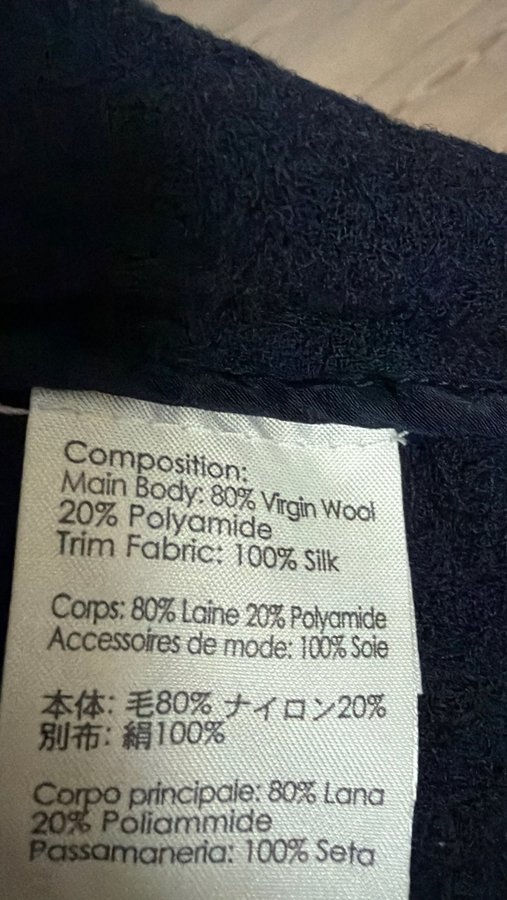 Composition:
Main Body: 80% Virgin Wool
20% Polyamide
Trim Fabric: 100% Silk
Corps: 80% Laine 20% Polyamide
Accessoires de mode: 100% Soie
本体: 毛80% ナイロン20%
別布: 絹100%
Corpo principale: 80% Lana
20% Poliammide
Passamaneria: 100% Seta